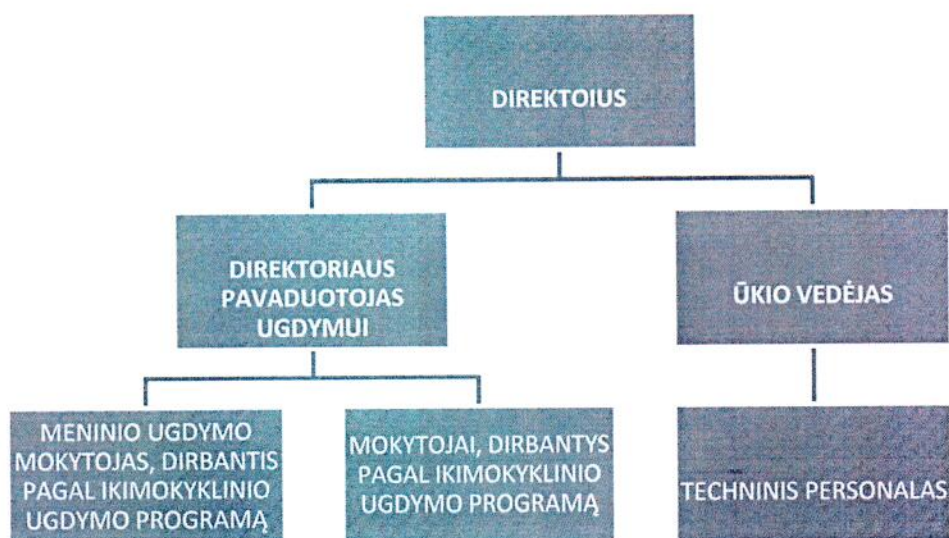 DIREKTOIUS
DIREKTORIAUS
PAVADUOTOJAS
UGDYMUI
ŪKIO VEDĖJAS
MENINIO UGDYMO
MOKYTOJAS, DIRBANTIS
PAGAL IKIMOKYKLINIO
UGDYMO PROGRAMĄ
MOKYTOJAI, DIRBANTYS
PAGAL IKIMOKYKLINIO
UGDYMO PROGRAMĄ
TECHNINIS PERSONALAS